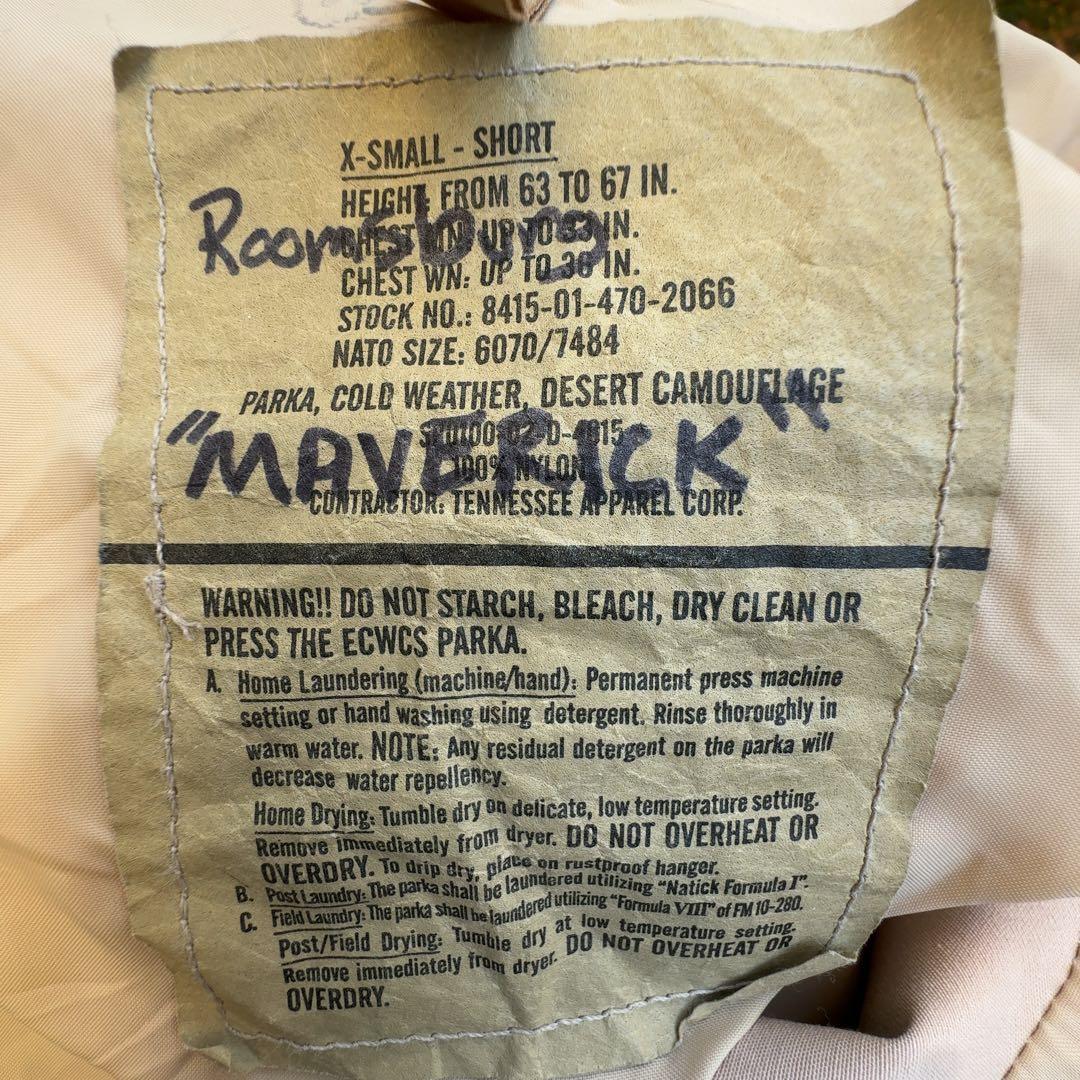 X-SMALL - SHORT
HEIGHT: FROM 63 TO 67 IN.
Roomsburg
CHEST MN: UP TO 33 IN.
CHEST WN: UP TO 36 IN.
STOCK NO.: 8415-01-470-2066
NATO SIZE: 6070/7484
PARKA, COLD WEATHER, DESERT CAMOUFLAGE
"MAVERICK"
100% NYLON
CONTRACTOR: TENNESSEE APPAREL CORP.
WARNING!! DO NOT STARCH, BLEACH, DRY CLEAN OR
PRESS THE ECWCS PARKA.
A. Home Laundering (machine/hand): Permanent press machine
setting or hand washing using detergent. Rinse thoroughly in
warm water. NOTE: Any residual detergent on the parka will
decrease water repellency.
Home Drying: Tumble dry on delicate, low temperature setting.
Remove immediately from dryer. DO NOT OVERHEAT OR
OVERDRY. To drip dry, place on rustproof hanger.
B. Post Laundry: The parka shall be laundered utilizing "Natick Formula I".
C. Field Laundry: The parka shall be laundered utilizing "Formula VIII" of FM 10-280.
Post/Field Drying: Tumble dry at low temperature setting.
Remove immediately from dryer. DO NOT OVERHEAT OR
OVERDRY.